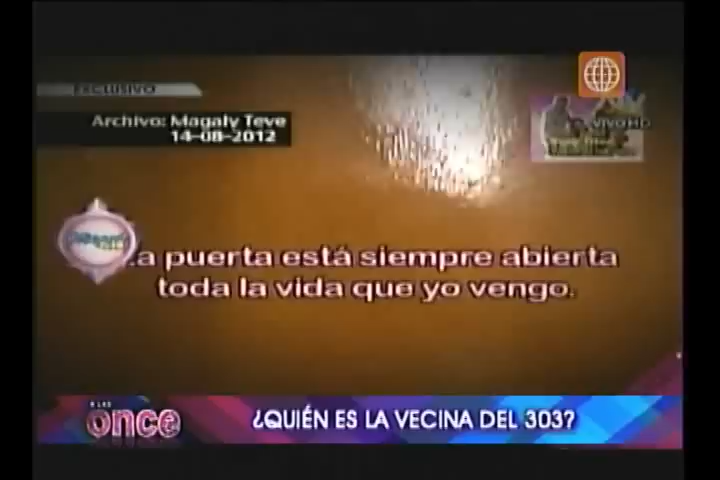 EXCLUSIVO
Archivo: Magaly Teve
14-08-2012
VIVO HD
La puerta está siempre abierta
toda la vida que yo vengo.
A LAS
once
¿QUIÉN ES LA VECINA DEL 303?